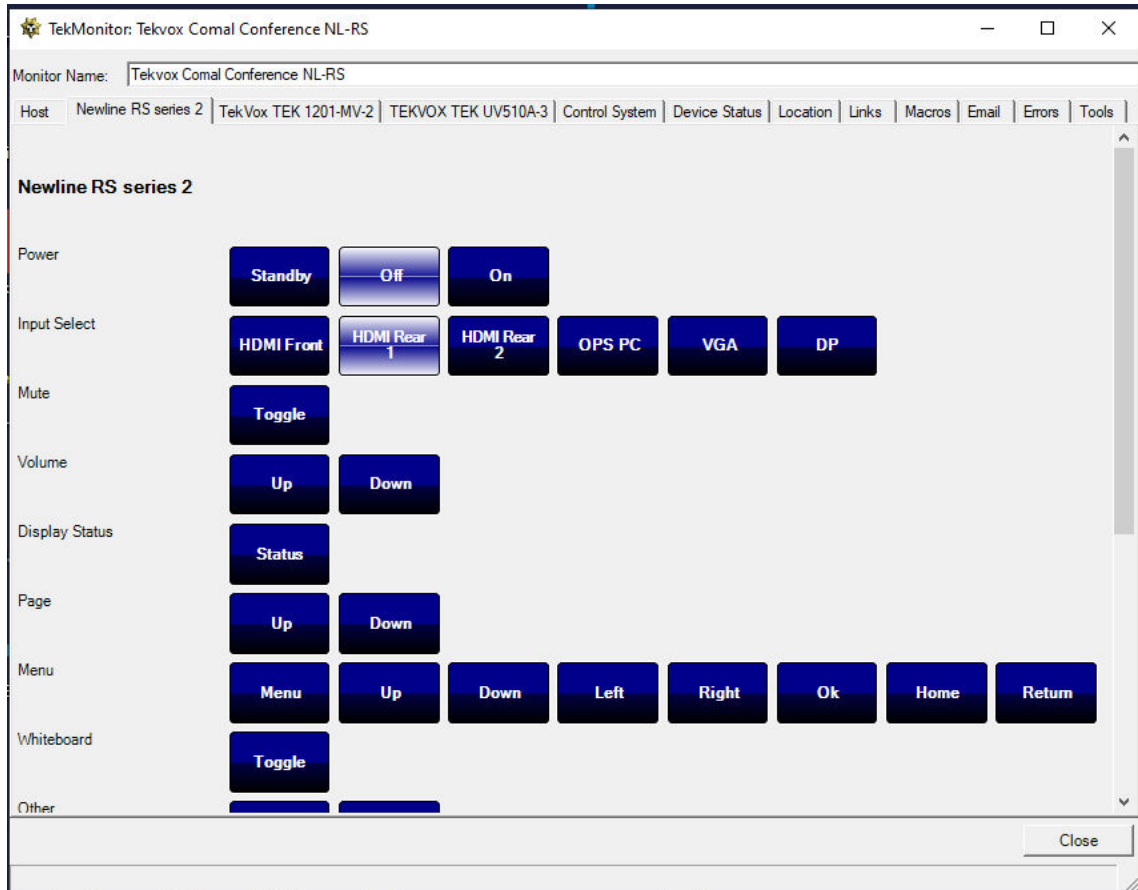 TekMonitor: Tekvox Comal Conference NL-RS
Monitor Name: Tekvox Comal Conference NL-RS
Host Newline RS series 2 TekVox TEK 1201-MV-2 TEKVOX TEK UV510A-3 Control System Device Status Location Links Macros Email Errors Tools
Newline RS series 2
Power
Standby Off On
Input Select
HDMI Front HDMI Rear 1 HDMI Rear 2 OPS PC VGA DP
Mute
Toggle
Volume
Up Down
Display Status
Status
Page
Up Down
Menu
Menu Up Down Left Right Ok Home Return
Whiteboard
Toggle
Other
Close